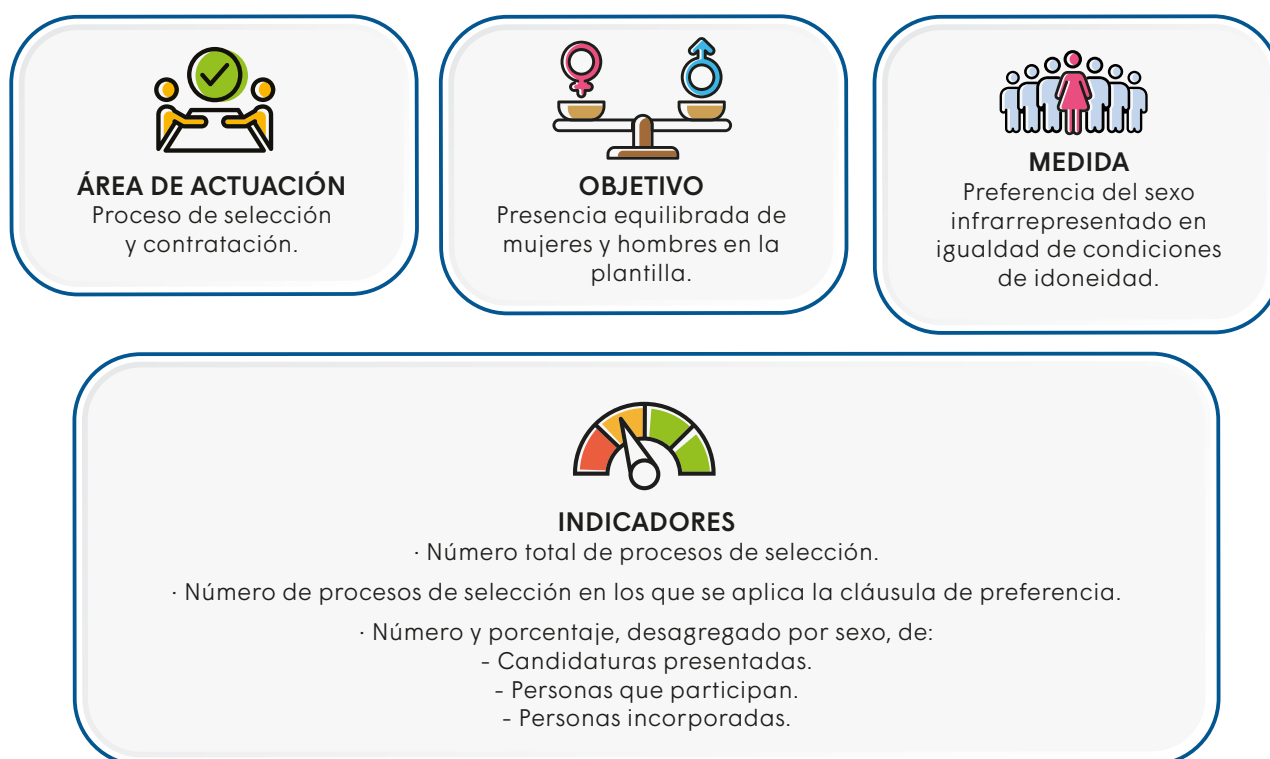 ÁREA DE ACTUACIÓN
Proceso de selección
y contratación.
OBJETIVO
Presencia equilibrada de
mujeres y hombres en la
plantilla.
MEDIDA
Preferencia del sexo
infrarrepresentado en
igualdad de condiciones
de idoneidad.
INDICADORES
· Número total de procesos de selección.
· Número de procesos de selección en los que se aplica la cláusula de preferencia.
· Número y porcentaje, desagregado por sexo, de:
- Candidaturas presentadas.
- Personas que participan.
- Personas incorporadas.